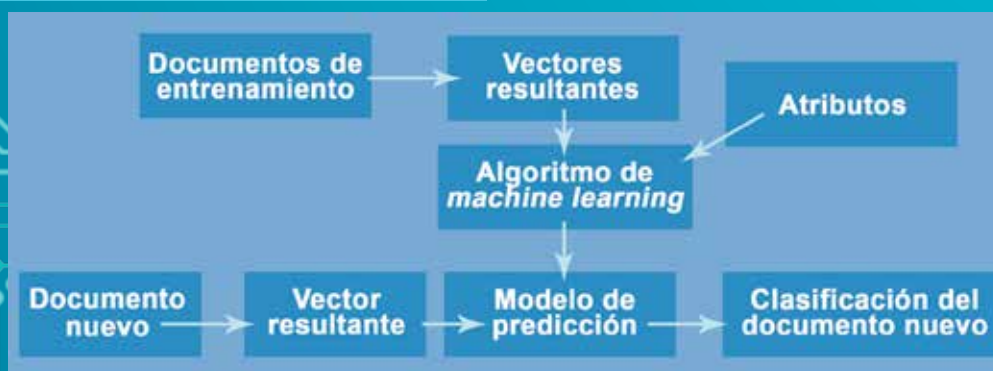 Documentos de
entrenamiento
Vectores
resultantes
Atributos
Algoritmo de
machine learning
Documento
nuevo
Vector
resultante
Modelo de
predicción
Clasificación del
documento nuevo